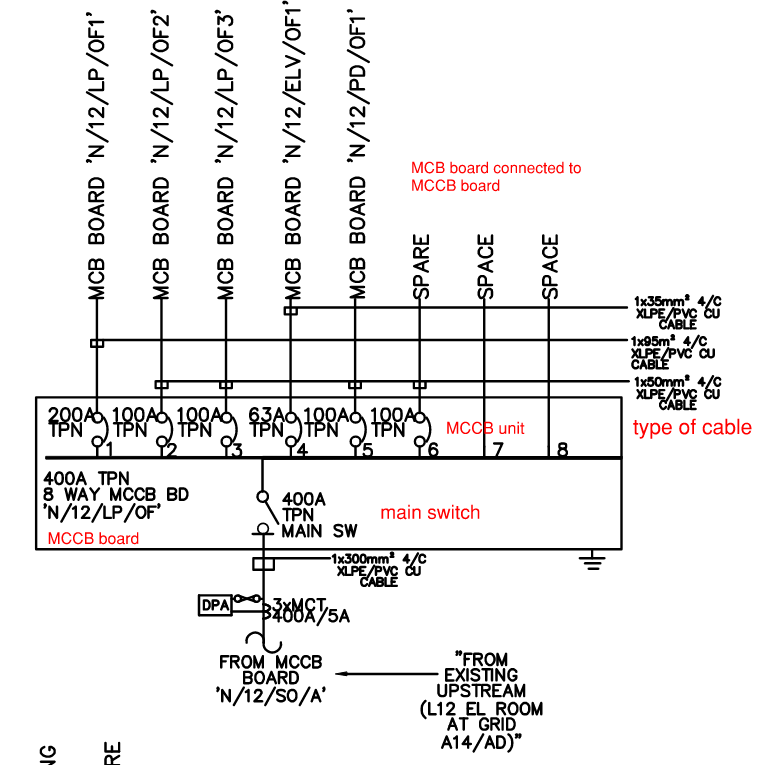 MCB BOARD 'N/12/LP/OF1'
MCB BOARD 'N/12/LP/OF2'
MCB BOARD 'N/12/LP/OF3'
MCB BOARD 'N/12/ELV/OF1'
MCB BOARD 'N/12/PD/OF1'
SPARE
SPACE
SPACE
MCB board connected to
MCCB board
1x35mm² 4/C
XLPE/PVC CU
CABLE
1x95m² 4/C
XLPE/PVC CU
CABLE
1x50mm² 4/C
XLPE/PVC CU
CABLE
type of cable
200A
TPN
100A
TPN
100A
TPN
63A
TPN
100A
TPN
100A
TPN
MCCB unit
1 2 3 4 5 6 7 8
400A TPN
8 WAY MCCB BD
'N/12/LP/OF'
MCCB board
400A
TPN
MAIN SW
main switch
1x300mm² 4/C
XLPE/PVC CU
CABLE
DPA
3xMCT
400A/5A
FROM MCCB
BOARD
'N/12/SO/A'
"FROM
EXISTING
UPSTREAM
(L12 EL ROOM
AT GRID
A14/AD)"
NG
RE